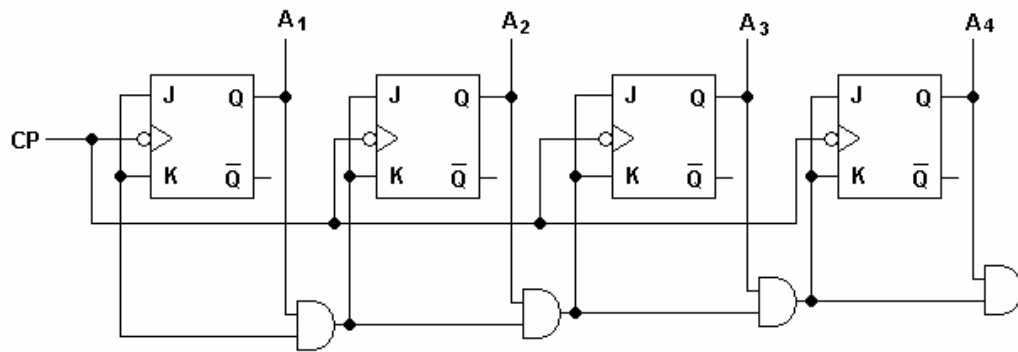 A1 A2 A3 A4
J Q J Q J Q J Q
CP
K Q̅ K Q̅ K Q̅ K Q̅